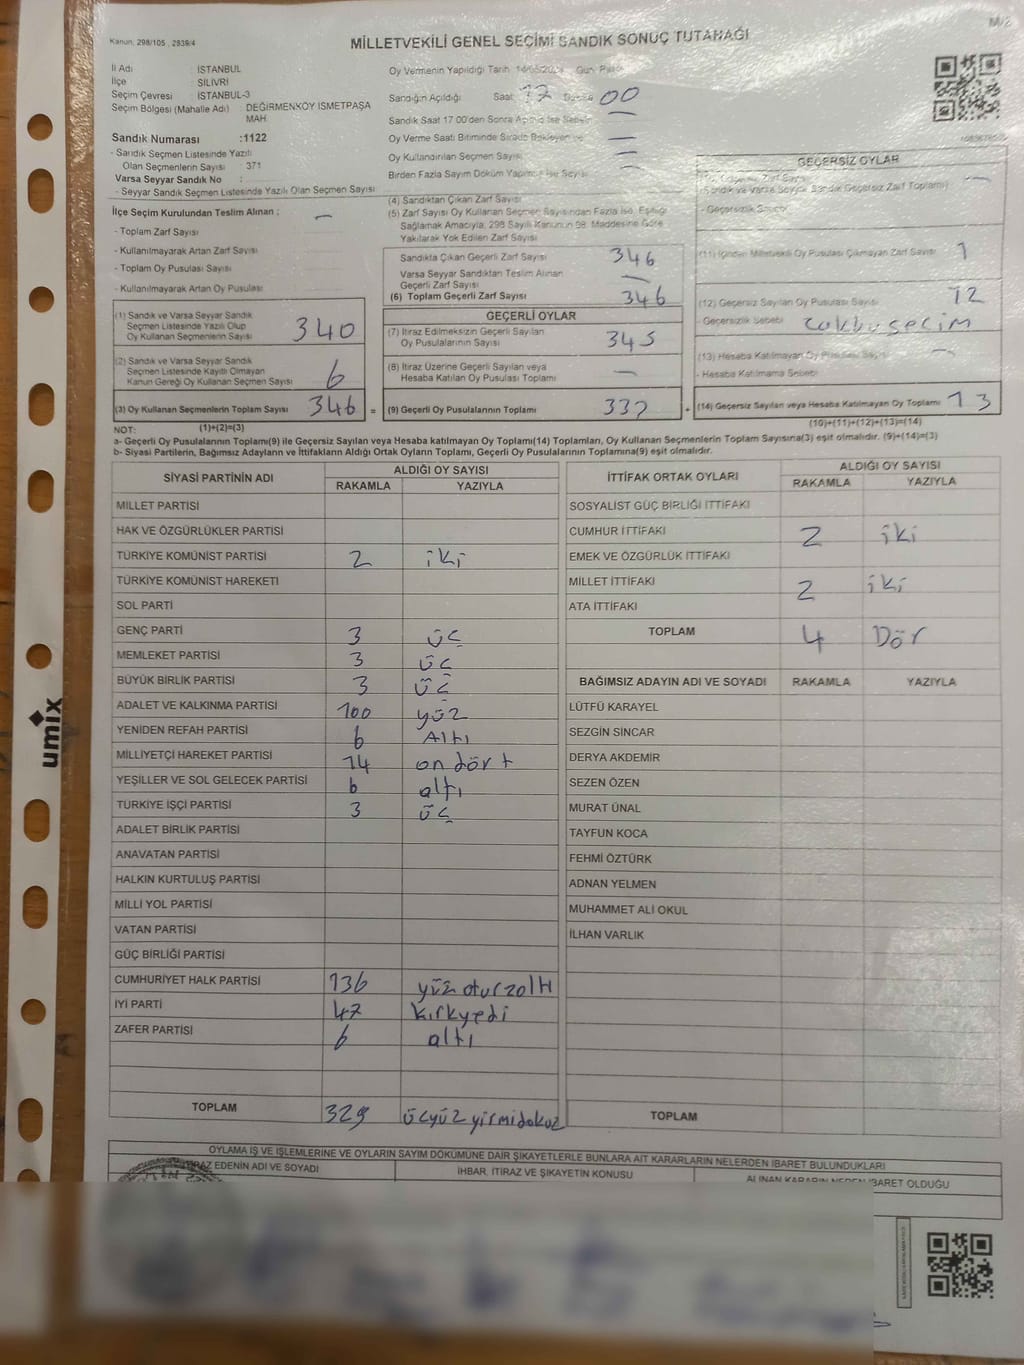 M/2
Kanun: 298/105 , 2839/4
MİLLETVEKİLİ GENEL SEÇİMİ SANDIK SONUÇ TUTANAĞI
İl Adı : İSTANBUL
İlçe : SİLİVRİ
Seçim Çevresi : İSTANBUL-3
Seçim Bölgesi (Mahalle Adı) : DEĞİRMENKÖY İSMETPAŞA
MAH.
Sandık Numarası :1122
- Sandık Seçmen Listesinde Yazılı
Olan Seçmenlerin Sayısı : 371
Varsa Seyyar Sandık No :
- Seyyar Sandık Seçmen Listesinde Yazılı Olan Seçmen Sayısı
Oy Vermenin Yapıldığı Tarih Gün
Sandığın Açıldığı Saat 17 00
Sandık Saat 17:00'den Sonra
Oy Verme Saati Bitiminde Sırada
Oy Kullandırılan Seçmen Sayısı
Birden Fazla Sayım Döküm
İlçe Seçim Kurulundan Teslim Alınan ;
- Toplam Zarf Sayısı
- Kullanılmayarak Artan Zarf Sayısı
- Toplam Oy Pusulası Sayısı
- Kullanılmayarak Artan Oy Pusulası
(1) Sandık ve Varsa Seyyar Sandık
Seçmen Listesinde Yazılı Olup
Oy Kullanan Seçmenlerin Sayısı 340
(2) Sandık ve Varsa Seyyar Sandık
Seçmen Listesinde Kayıtlı Olmayan
Kanun Gereği Oy Kullanan Seçmen Sayısı 6
(3) Oy Kullanan Seçmenlerin Toplam Sayısı 346 =
(4) Sandıktan Çıkan Zarf Sayısı
(5) Zarf Sayısı Oy Kullanan Seçmen Sayısından Fazla İse, Eşitliği
Sağlamak Amacıyla, 298 Sayılı Kanunun 98. Maddesine Göre
Yakılarak Yok Edilen Zarf Sayısı
Sandıkta Çıkan Geçerli Zarf Sayısı 346
Varsa Seyyar Sandıktan Teslim Alınan
Geçerli Zarf Sayısı
(6) Toplam Geçerli Zarf Sayısı 346
GEÇERLİ OYLAR
(7) İtiraz Edilmeksizin Geçerli Sayılan
Oy Pusulalarının Sayısı 345
(8) İtiraz Üzerine Geçerli Sayılan veya
Hesaba Katılan Oy Pusulası Toplamı
(9) Geçerli Oy Pusulalarının Toplamı +
GEÇERSİZ OYLAR
(Sandık ve Varsa Seyyar Sandık Geçersiz Zarf Toplamı)
- Geçersizlik Sebebi
(11) İçinden Milletvekili Oy Pusulası Çıkmayan Zarf Sayısı 1
(12) Geçersiz Sayılan Oy Pusulası Sayısı 12
- Geçersizlik Sebebi
(13) Hesaba Katılmayan Oy Pusulası Sayısı
- Hesaba Katılmama Sebebi
(14) Geçersiz Sayılan veya Hesaba Katılmayan Oy Toplamı 13
(10)+(11)+(12)+(13)=(14)
NOT: (1)+(2)=(3)
a- Geçerli Oy Pusulalarının Toplamı(9) ile Geçersiz Sayılan veya Hesaba katılmayan Oy Toplamı(14) Toplamları, Oy Kullanan Seçmenlerin Toplam Sayısına(3) eşit olmalıdır. (9)+(14)=(3)
b- Siyasi Partilerin, Bağımsız Adayların ve İttifakların Aldığı Ortak Oyların Toplamı, Geçerli Oy Pusulalarının Toplamına(9) eşit olmalıdır.
SİYASİ PARTİNİN ADI ALDIĞI OY SAYISI
RAKAMLA YAZIYLA
MİLLET PARTİSİ
HAK VE ÖZGÜRLÜKLER PARTİSİ
TÜRKİYE KOMÜNİST PARTİSİ 2 iki
TÜRKİYE KOMÜNİST HAREKETİ
SOL PARTİ
GENÇ PARTİ 3 üç
MEMLEKET PARTİSİ 3 üç
BÜYÜK BİRLİK PARTİSİ 3 üç
ADALET VE KALKINMA PARTİSİ 100 yüz
YENİDEN REFAH PARTİSİ 6 Altı
MİLLİYETÇİ HAREKET PARTİSİ 14 on dört
YEŞİLLER VE SOL GELECEK PARTİSİ 6 altı
TÜRKİYE İŞÇİ PARTİSİ 3 üç
ADALET BİRLİK PARTİSİ
ANAVATAN PARTİSİ
HALKIN KURTULUŞ PARTİSİ
MİLLİ YOL PARTİSİ
VATAN PARTİSİ
GÜÇ BİRLİĞİ PARTİSİ
CUMHURİYET HALK PARTİSİ 136
İYİ PARTİ 47 kırkyedi
ZAFER PARTİSİ 6 altı
TOPLAM 329 üçyüzyirmidokuz
İTTİFAK ORTAK OYLARI ALDIĞI OY SAYISI
RAKAMLA YAZIYLA
SOSYALİST GÜÇ BİRLİĞİ İTTİFAKI
CUMHUR İTTİFAKI 2 iki
EMEK VE ÖZGÜRLÜK İTTİFAKI
MİLLET İTTİFAKI 2 iki
ATA İTTİFAKI
TOPLAM 4 Dör
BAĞIMSIZ ADAYIN ADI VE SOYADI RAKAMLA YAZIYLA
LÜTFÜ KARAYEL
SEZGİN SİNCAR
DERYA AKDEMİR
SEZEN ÖZEN
MURAT ÜNAL
TAYFUN KOCA
FEHMİ ÖZTÜRK
ADNAN YELMEN
MUHAMMET ALİ OKUL
İLHAN VARLIK
TOPLAM
OYLAMA İŞ VE İŞLEMLERİNE VE OYLARIN SAYIM DÖKÜMÜNE DAİR ŞİKAYETLERLE BUNLARA AİT KARARLARIN NELERDEN İBARET BULUNDUKLARI
EDENİN ADI VE SOYADI İHBAR, İTİRAZ VE ŞİKAYETİN KONUSU ALINAN KARARIN NEDEN İBARET OLDUĞU
umix